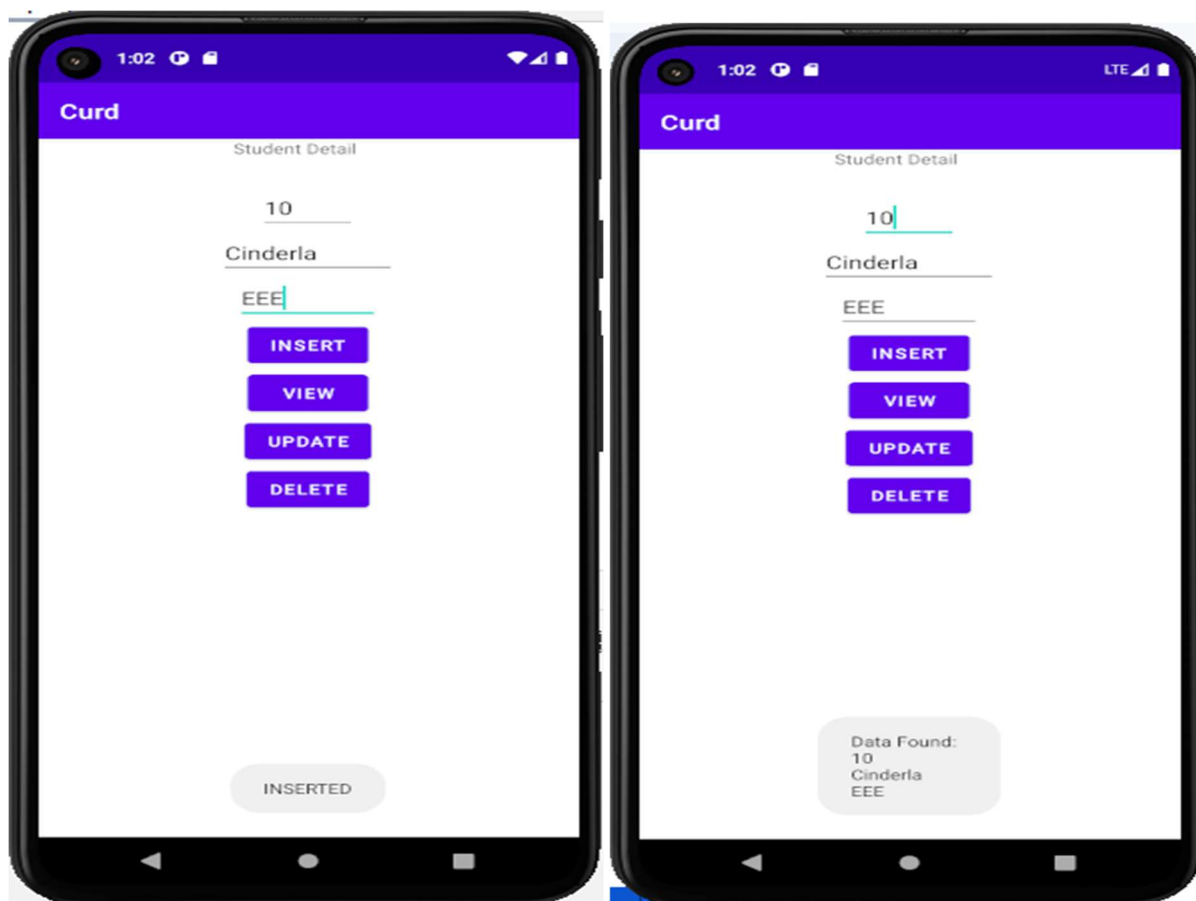 1:02
Curd
Student Detail
10
Cinderla
EEE
INSERT
VIEW
UPDATE
DELETE
INSERTED
1:02
LTE
Curd
Student Detail
10
Cinderla
EEE
INSERT
VIEW
UPDATE
DELETE
Data Found:
10
Cinderla
EEE